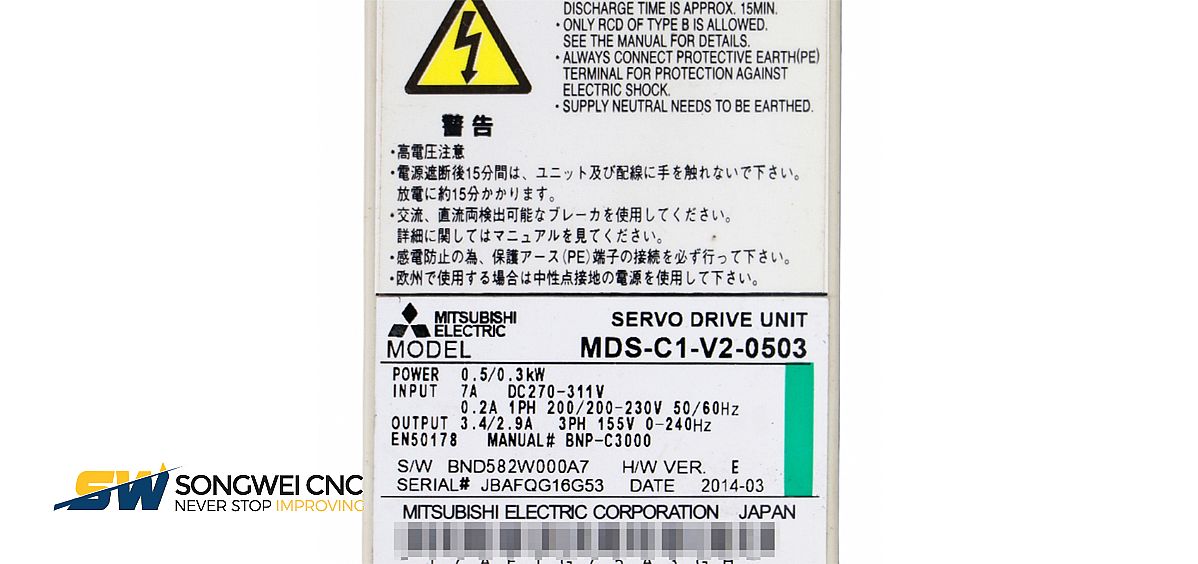 DISCHARGE TIME IS APPROX. 15MIN.
・ONLY RCD OF TYPE B IS ALLOWED.
SEE THE MANUAL FOR DETAILS.
・ALWAYS CONNECT PROTECTIVE EARTH(PE)
TERMINAL FOR PROTECTION AGAINST
ELECTRIC SHOCK.
・SUPPLY NEUTRAL NEEDS TO BE EARTHED.
警告
・高電圧注意
・電源遮断後15分間は、ユニット及び配線に手を触れないで下さい。
放電に約15分かかります。
・交流、直流両検出可能なブレーカを使用してください。
詳細に関してはマニュアルを見てください。
・感電防止の為、保護アース(PE)端子の接続を必ず行って下さい。
・欧州で使用する場合は中性点接地の電源を使用して下さい。
MITSUBISHI
ELECTRIC
SERVO DRIVE UNIT
MODEL MDS-C1-V2-0503
POWER 0.5/0.3kW
INPUT 7A DC270-311V
0.2A 1PH 200/200-230V 50/60Hz
OUTPUT 3.4/2.9A 3PH 155V 0-240Hz
EN50178 MANUAL# BNP-C3000
S/W BND582W000A7 H/W VER. E
SERIAL# JBAFQG16G53 DATE 2014-03
MITSUBISHI ELECTRIC CORPORATION JAPAN
SW SONGWEI CNC
NEVER STOP IMPROVING